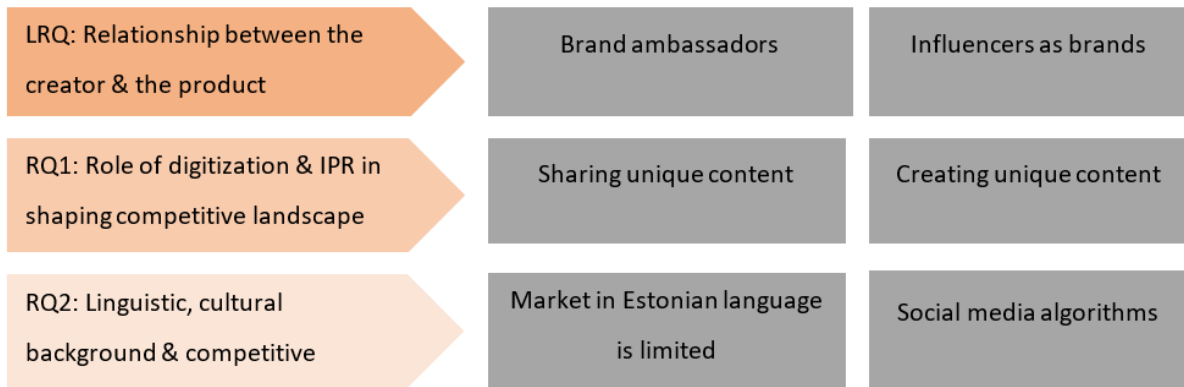 LRQ: Relationship between the
creator & the product
Brand ambassadors
Influencers as brands
RQ1: Role of digitization & IPR in
shaping competitive landscape
Sharing unique content
Creating unique content
RQ2: Linguistic, cultural
background & competitive
Market in Estonian language
is limited
Social media algorithms